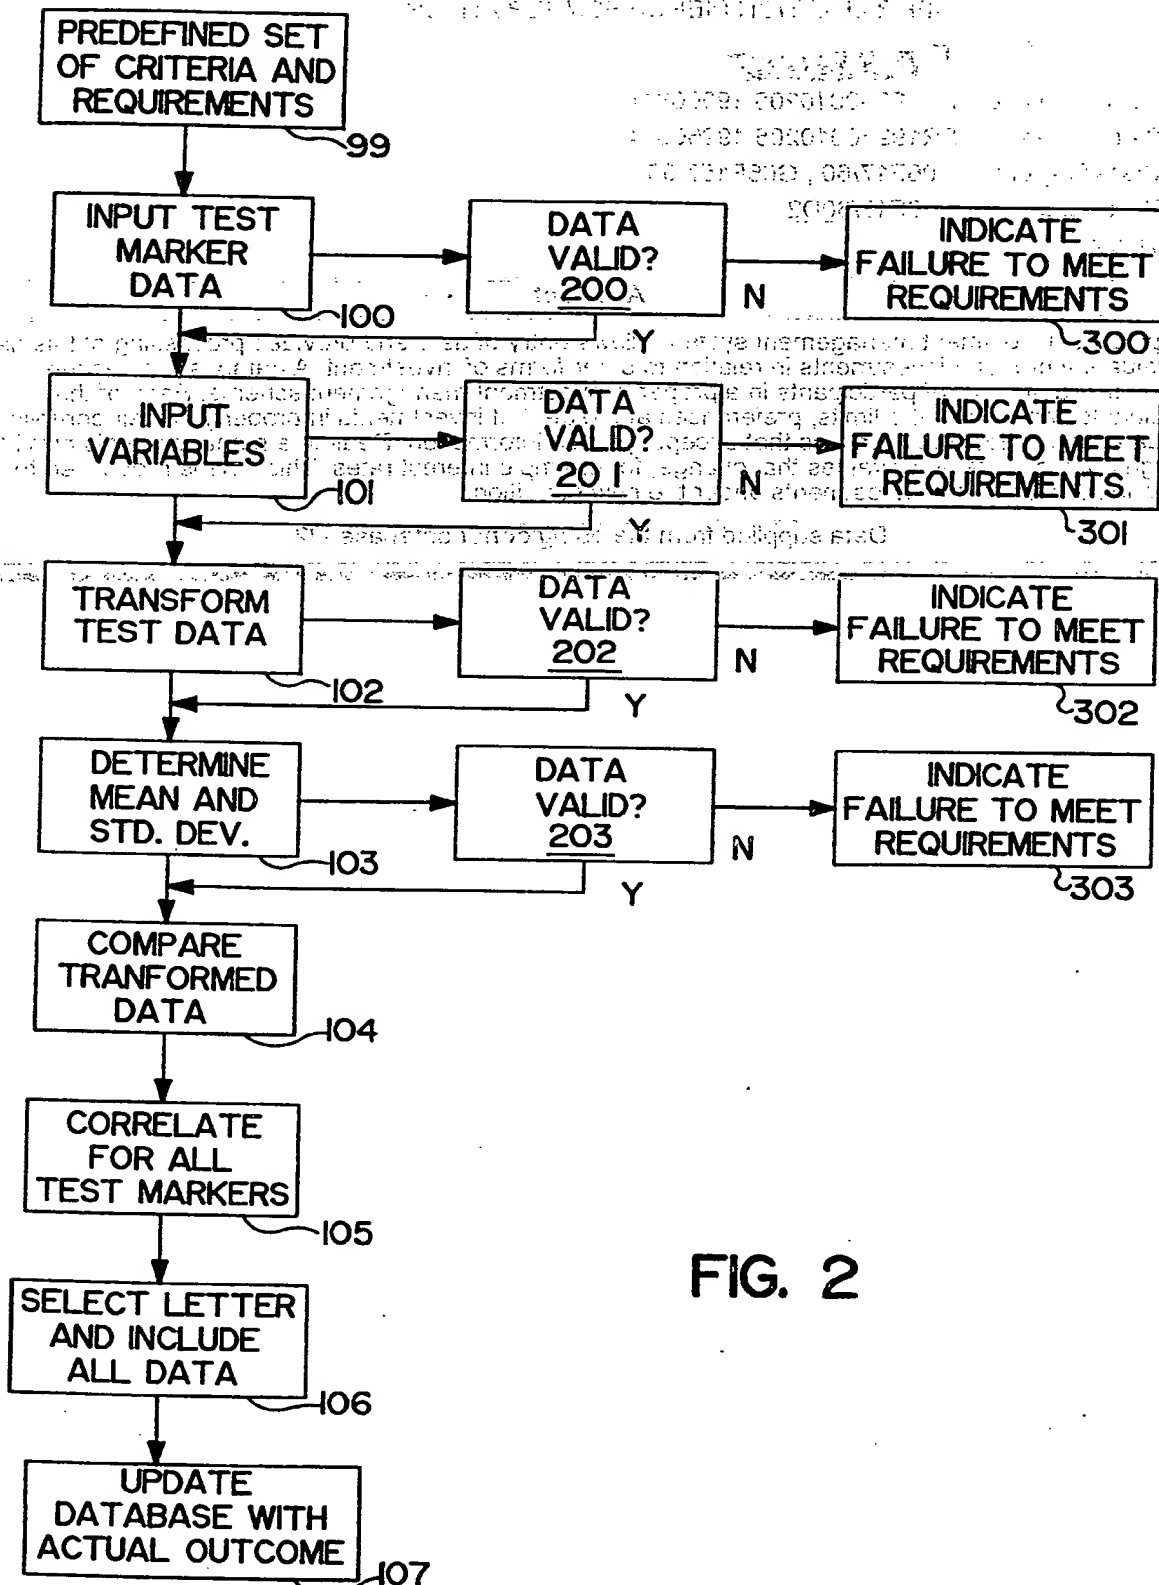 PREDEFINED SET
OF CRITERIA AND
REQUIREMENTS
99
INPUT TEST
MARKER
DATA
100
DATA
VALID?
200
N
Y
INDICATE
FAILURE TO MEET
REQUIREMENTS
300
INPUT
VARIABLES
101
DATA
VALID?
201
N
Y
INDICATE
FAILURE TO MEET
REQUIREMENTS
301
Data supplied from the
TRANSFORM
TEST DATA
102
DATA
VALID?
202
N
Y
INDICATE
FAILURE TO MEET
REQUIREMENTS
302
DETERMINE
MEAN AND
STD. DEV.
103
DATA
VALID?
203
N
Y
INDICATE
FAILURE TO MEET
REQUIREMENTS
303
COMPARE
TRANFORMED
DATA
104
CORRELATE
FOR ALL
TEST MARKERS
105
SELECT LETTER
AND INCLUDE
ALL DATA
106
UPDATE
DATABASE WITH
ACTUAL OUTCOME
107
FIG. 2